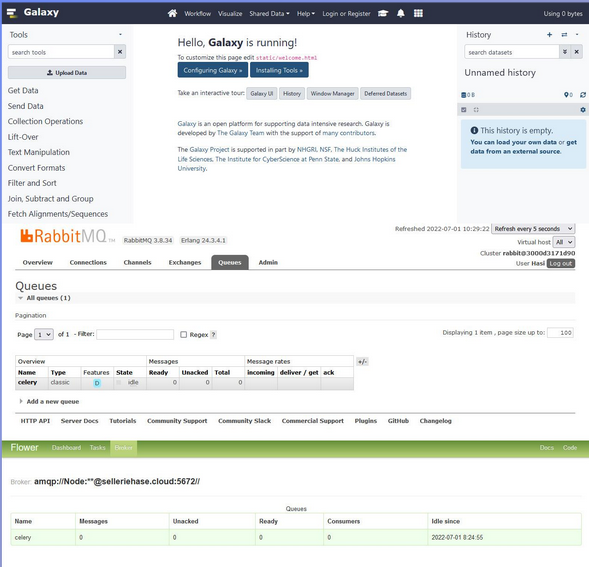 Galaxy
Workflow Visualize Shared Data Help Login or Register
Using 0 bytes
Tools
search tools
Upload Data
Get Data
Send Data
Collection Operations
Lift-Over
Text Manipulation
Convert Formats
Filter and Sort
Join, Subtract and Group
Fetch Alignments/Sequences
Hello, Galaxy is running!
To customize this page edit static/welcome.html
Configuring Galaxy » Installing Tools »
Take an interactive tour: Galaxy UI History Window Manager Deferred Datasets
Galaxy is an open platform for supporting data intensive research. Galaxy is
developed by The Galaxy Team with the support of many contributors.
The Galaxy Project is supported in part by NHGRI, NSF, The Huck Institutes of the
Life Sciences, The Institute for CyberScience at Penn State, and Johns Hopkins
University.
History
search datasets
Unnamed history
0 B 0
This history is empty.
You can load your own data or get
data from an external source.
RabbitMQ TM RabbitMQ 3.8.34 Erlang 24.3.4.1
Refreshed 2022-07-01 10:29:22 Refresh every 5 seconds
Virtual host All
Cluster rabbit@3000d3171d90
User Hasi Log out
Overview Connections Channels Exchanges Queues Admin
Queues
All queues (1)
Pagination
Page 1 of 1 - Filter: Regex ?
Displaying 1 item , page size up to: 100
Overview Messages Message rates +/-
Name Type Features State Ready Unacked Total incoming deliver / get ack
celery classic D idle 0 0 0
Add a new queue
HTTP API Server Docs Tutorials Community Support Community Slack Commercial Support Plugins GitHub Changelog
Flower Dashboard Tasks Broker Docs Code
Broker: amqp://Node:**@selleriehase.cloud:5672//
Queues
Name Messages Unacked Ready Consumers Idle since
celery 0 0 0 0 2022-07-01 8:24:55